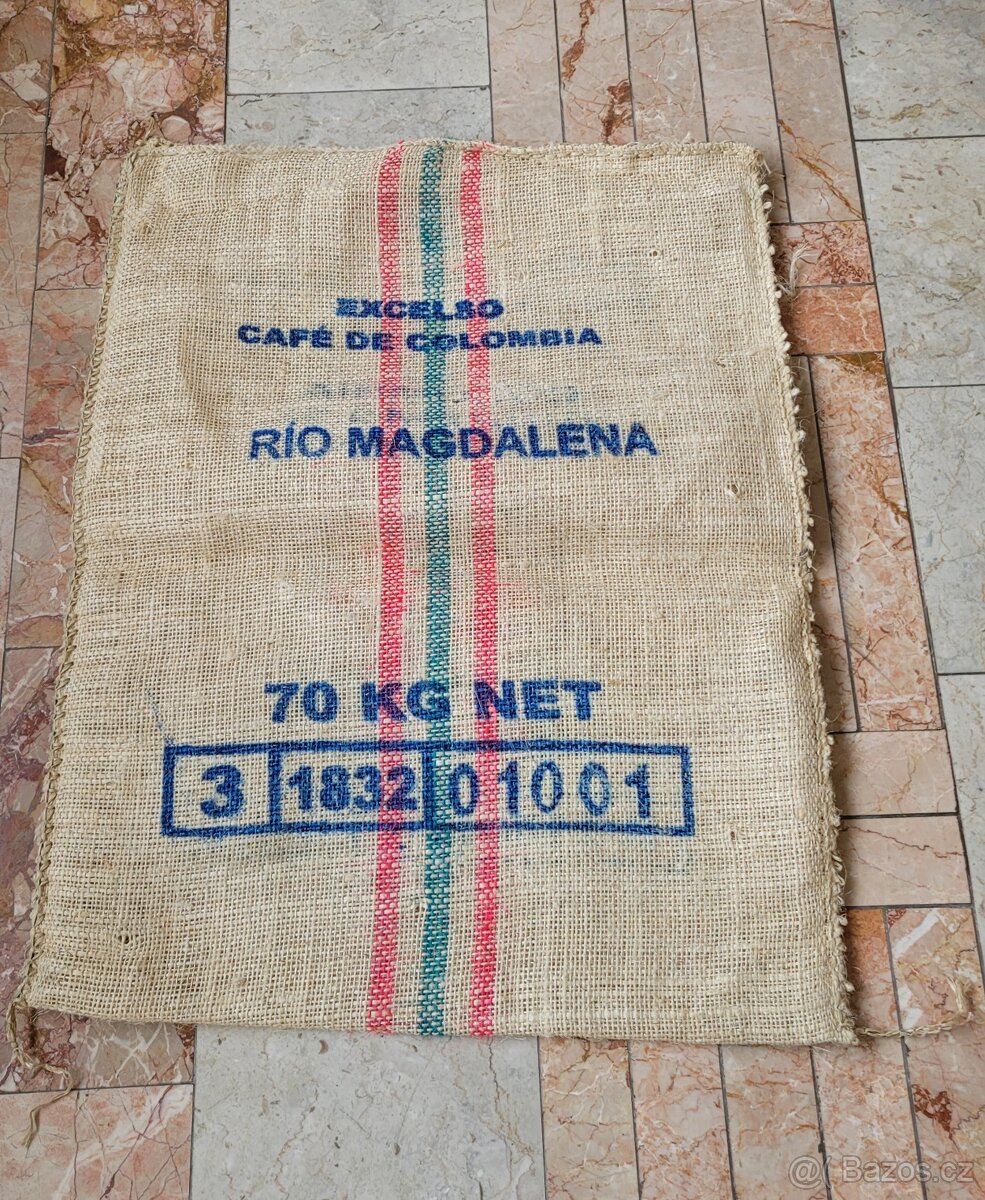 EXCELSO
CAFÉ DE COLOMBIA
RÍO MAGDALENA
70 KG NET
3 1832 01001
@( Bazos.cz